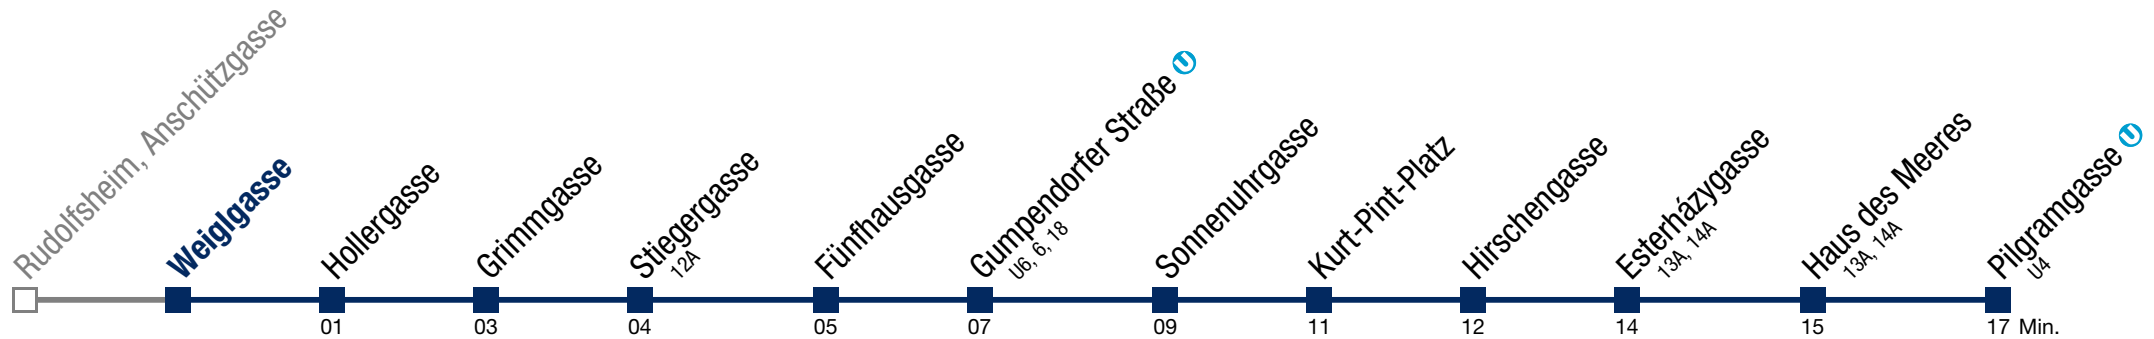 Rudolfsheim, Anschützgasse
Weiglgasse
Hollergasse
Grimmgasse
Stiegergasse
12A
Fünfhausgasse
Gumpendorfer Straße
U6, 6, 18
Sonnenuhrgasse
Kurt-Pint-Platz
Hirschengasse
Esterházygasse
13A, 14A
Haus des Meeres
13A, 14A
Pilgramgasse
U4
01 03 04 05 07 09 11 12 14 15 17 Min.